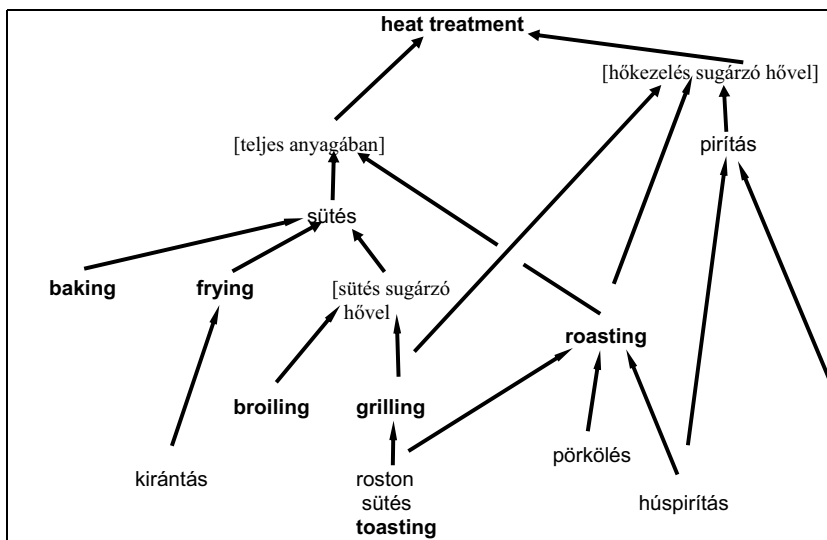 heat treatment
[hőkezelés sugárzó hővel]
[teljes anyagában]
pirítás
sütés
baking
frying
[sütés sugárzó
hővel
roasting
broiling
grilling
pörkölés
kirántás
roston
sütés
toasting
húspirítás